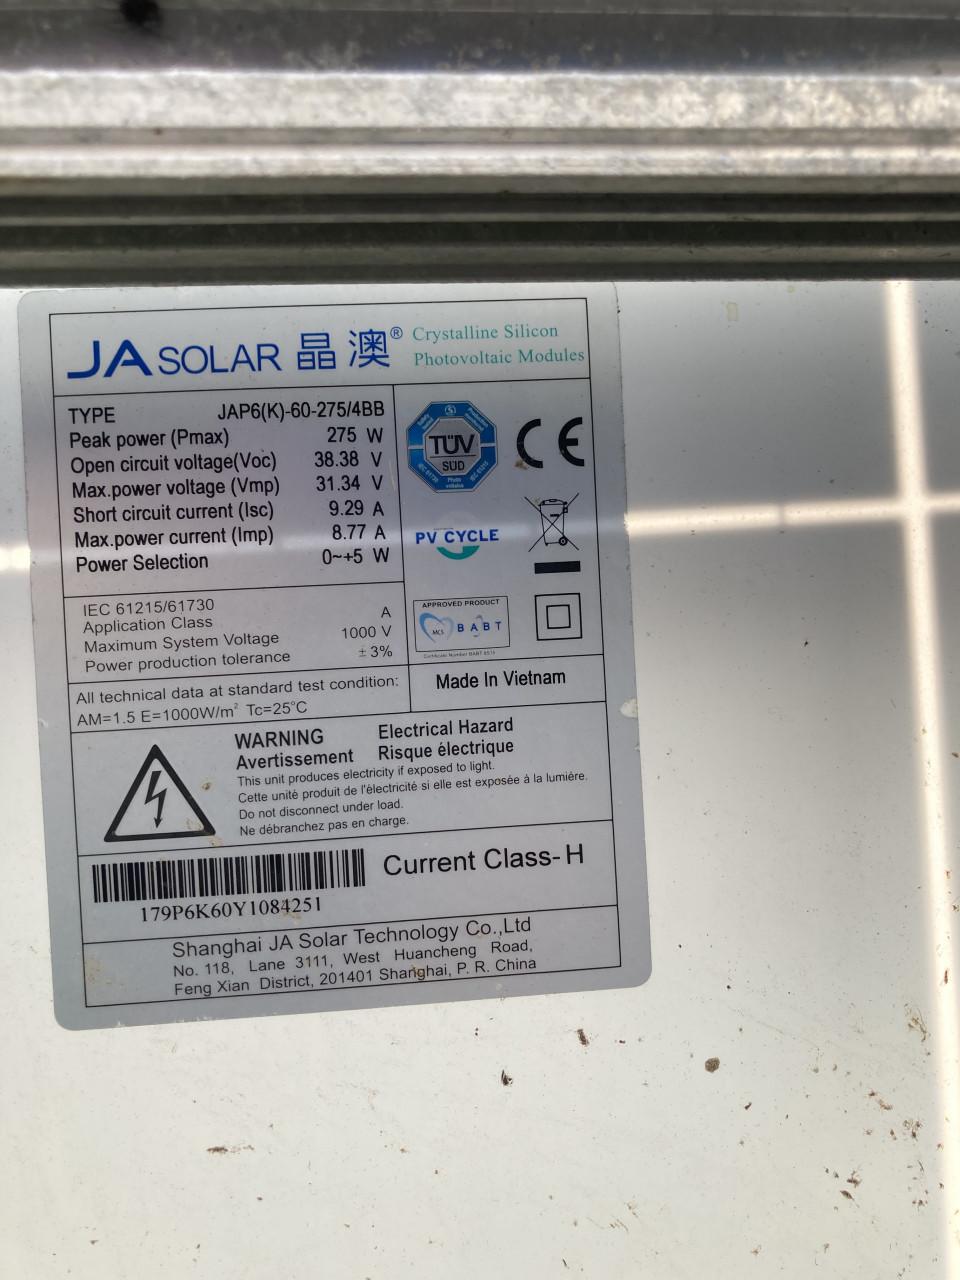 JA SOLAR 晶澳®
Crystalline Silicon
Photovoltaic Modules
TYPE JAP6(K)-60-275/4BB
Peak power (Pmax) 275 W
Open circuit voltage(Voc) 38.38 V
Max.power voltage (Vmp) 31.34 V
Short circuit current (Isc) 9.29 A
Max.power current (Imp) 8.77 A
Power Selection 0~+5 W
TÜV
SÜD
IEC 61730
IEC 61215
Photo
voltaics
CE
PV CYCLE
APPROVED PRODUCT
MCS BABT
IEC 61215/61730
Application Class A
Maximum System Voltage 1000 V
Power production tolerance ±3%
All technical data at standard test condition:
AM=1.5 E=1000W/m² Tc=25°C
Made In Vietnam
WARNING Electrical Hazard
Avertissement Risque électrique
This unit produces electricity if exposed to light.
Cette unité produit de l'électricité si elle est exposée à la lumière.
Do not disconnect under load.
Ne débranchez pas en charge.
179P6K60Y1084251
Current Class-H
Shanghai JA Solar Technology Co.,Ltd
No. 118, Lane 3111, West Huancheng Road,
Feng Xian District, 201401 Shanghai, P. R. China